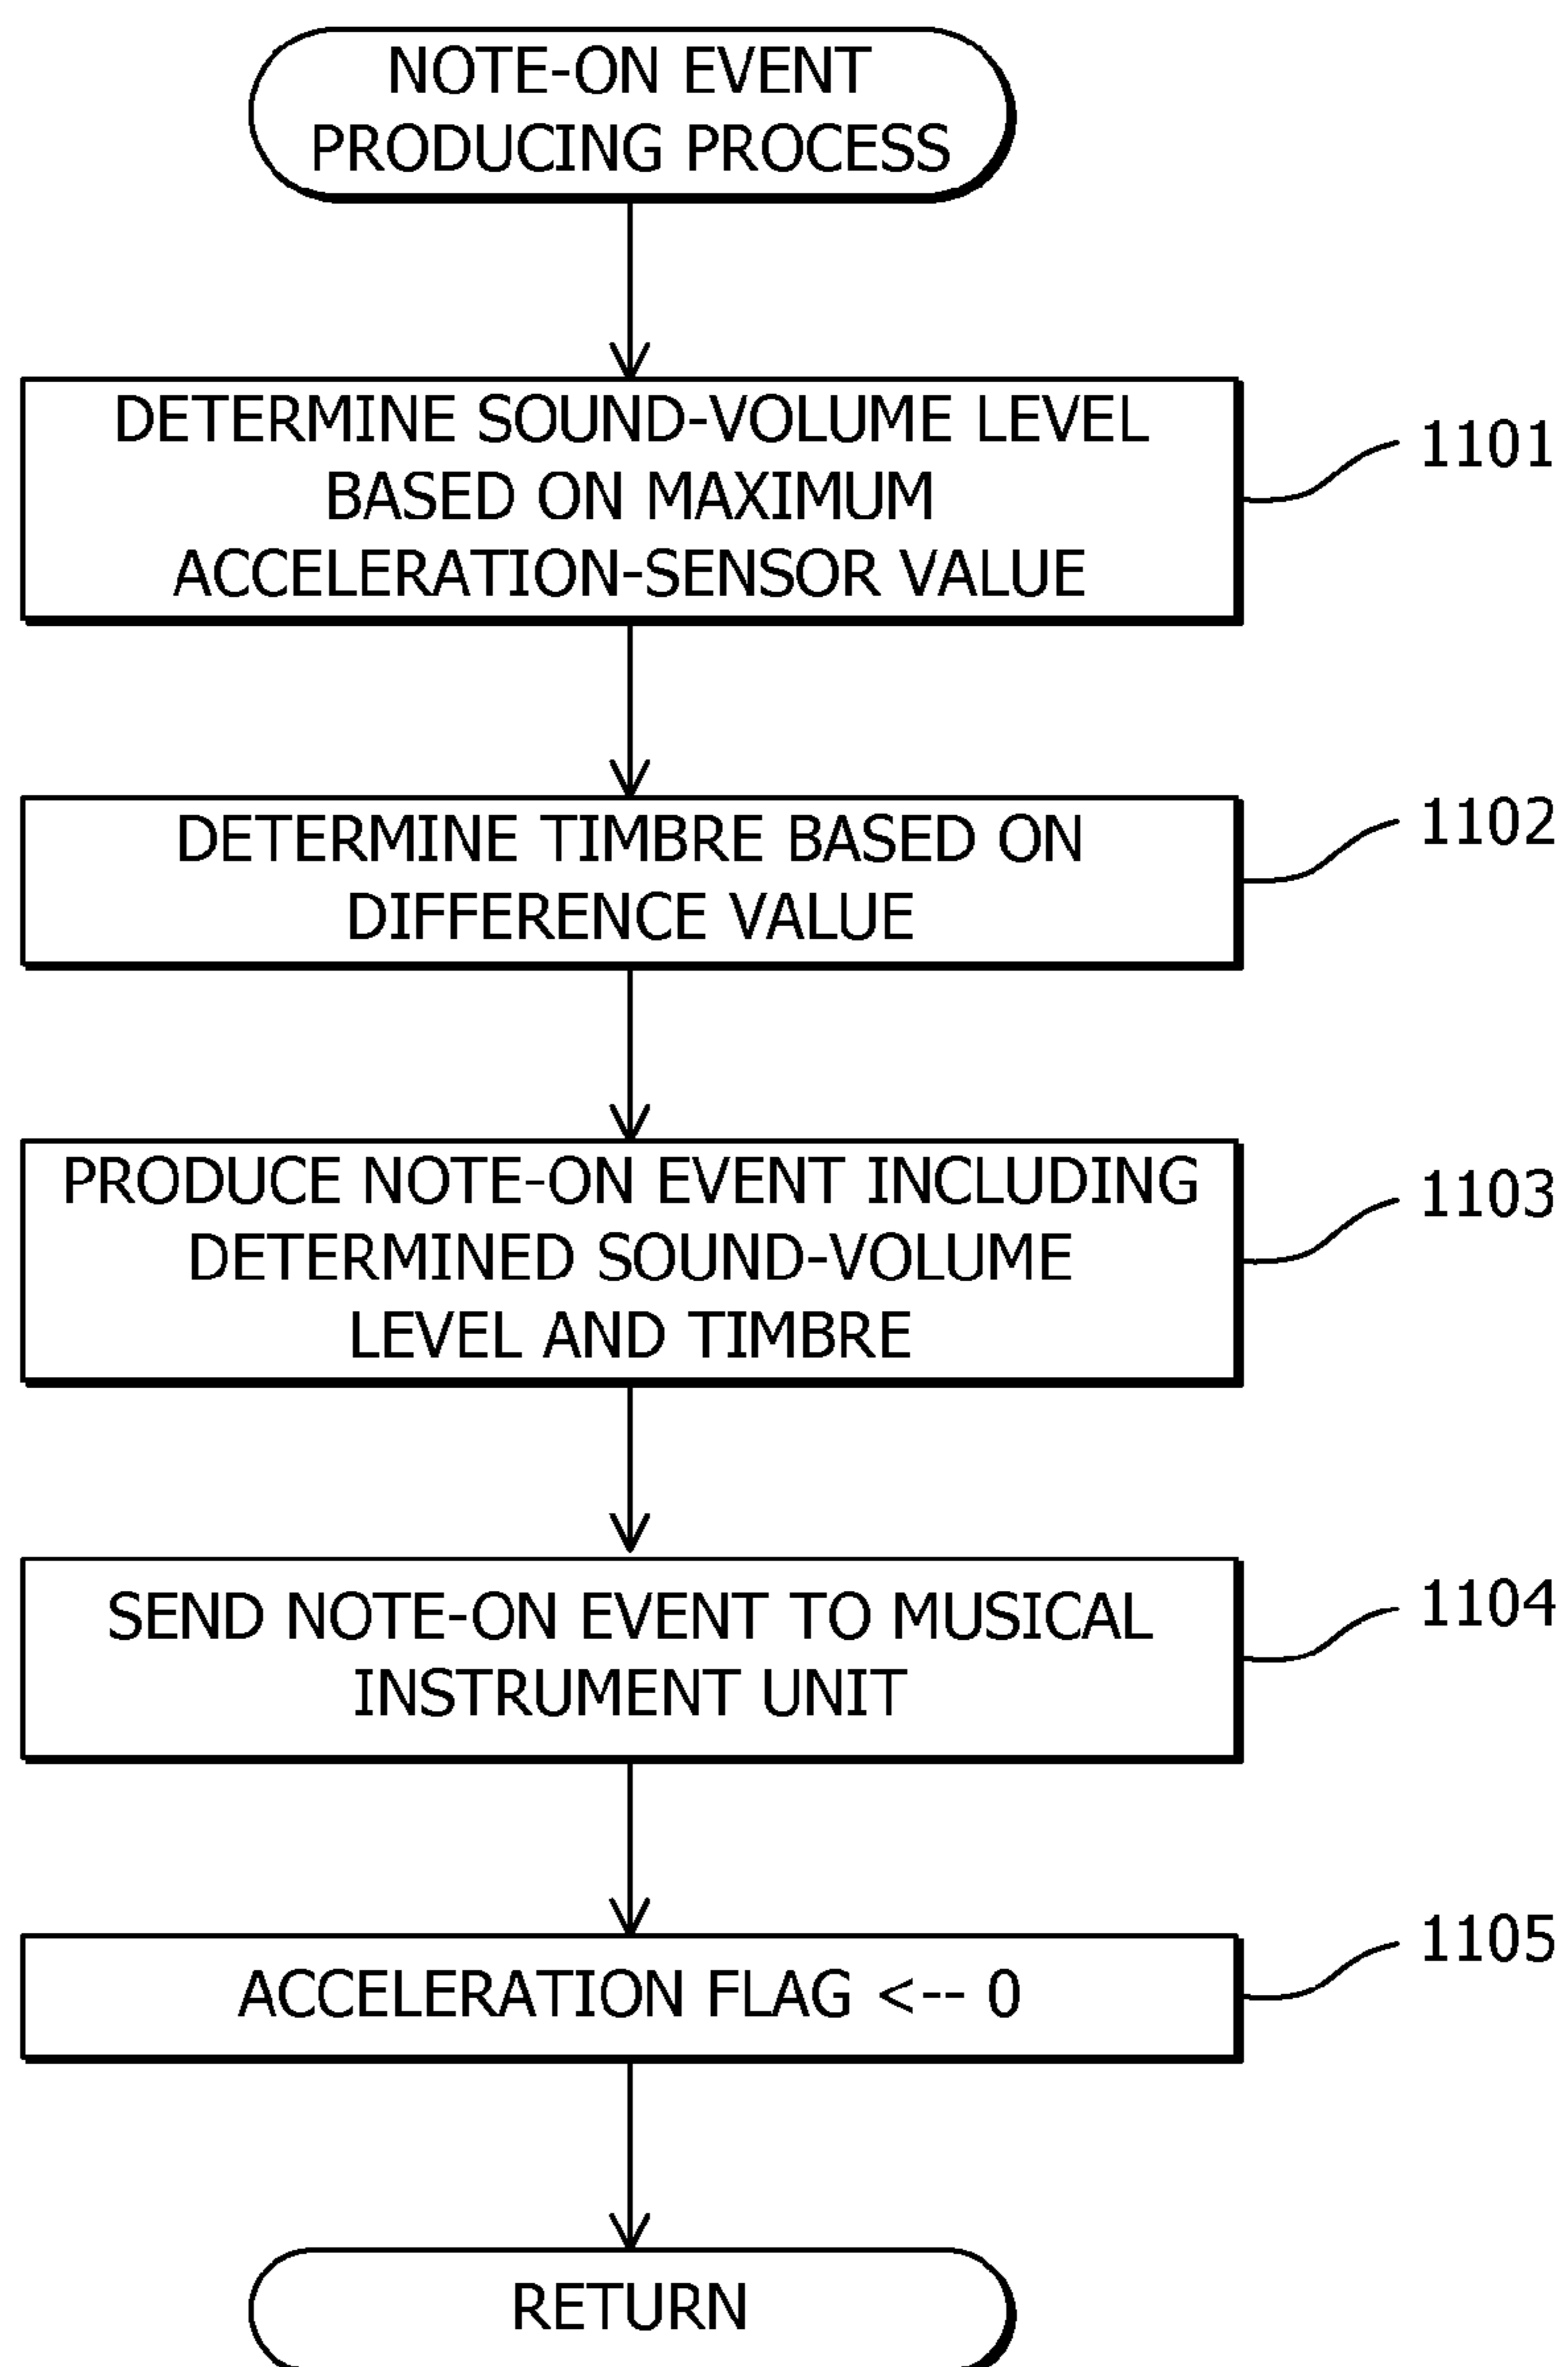 NOTE-ON EVENT
PRODUCING PROCESS
DETERMINE SOUND-VOLUME LEVEL
BASED ON MAXIMUM
ACCELERATION-SENSOR VALUE
1101
DETERMINE TIMBRE BASED ON
DIFFERENCE VALUE
1102
PRODUCE NOTE-ON EVENT INCLUDING
DETERMINED SOUND-VOLUME
LEVEL AND TIMBRE
1103
SEND NOTE-ON EVENT TO MUSICAL
INSTRUMENT UNIT
1104
ACCELERATION FLAG <-- 0
1105
RETURN